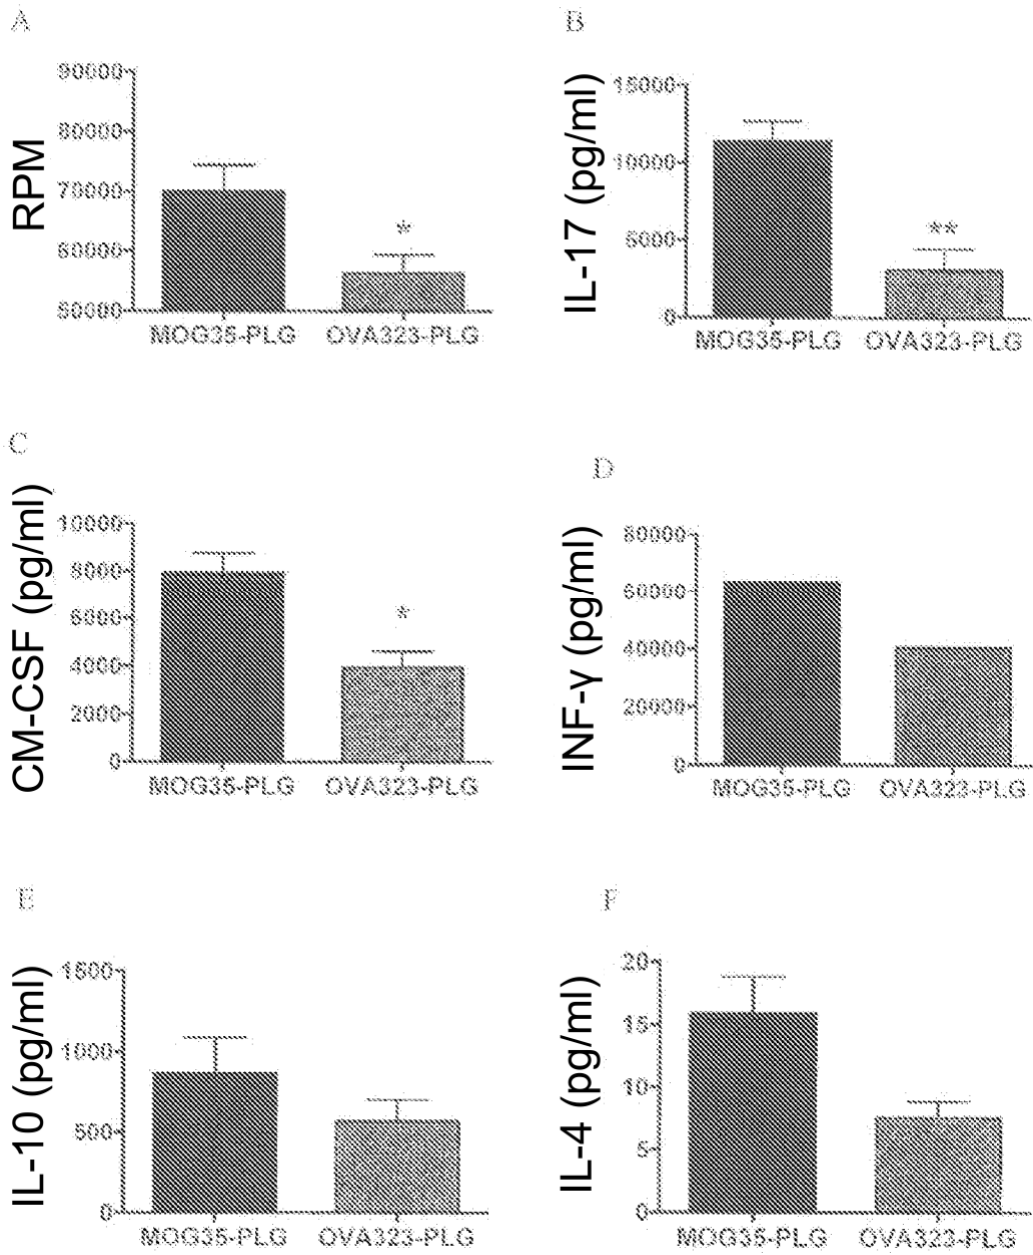 A
RPM
90000
80000
70000
60000
50000
MOG35-PLG OVA323-PLG
*
B
IL-17 (pg/ml)
15000
10000
5000
0
MOG35-PLG OVA323-PLG
**
C
CM-CSF (pg/ml)
10000
8000
6000
4000
2000
0
MOG35-PLG OVA323-PLG
*
D
INF-γ (pg/ml)
80000
60000
40000
20000
0
MOG35-PLG OVA323-PLG
E
IL-10 (pg/ml)
1500
1000
500
0
MOG35-PLG OVA323-PLG
F
IL-4 (pg/ml)
20
15
10
5
0
MOG35-PLG OVA323-PLG